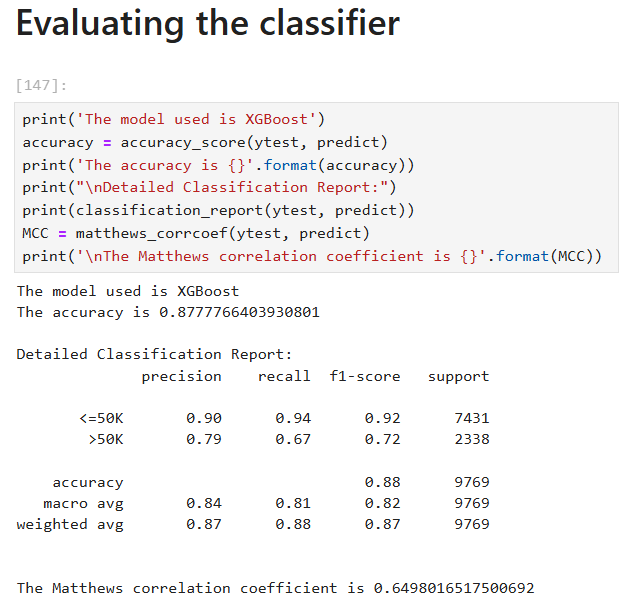 Evaluating the classifier
[147]:
print('The model used is XGBoost')
accuracy = accuracy_score(ytest, predict)
print('The accuracy is {}'.format(accuracy))
print("\nDetailed Classification Report:")
print(classification_report(ytest, predict))
MCC = matthews_corrcoef(ytest, predict)
print('\nThe Matthews correlation coefficient is {}'.format(MCC))
The model used is XGBoost
The accuracy is 0.8777766403930801
Detailed Classification Report:
precision recall f1-score support
<=50K 0.90 0.94 0.92 7431
>50K 0.79 0.67 0.72 2338
accuracy 0.88 9769
macro avg 0.84 0.81 0.82 9769
weighted avg 0.87 0.88 0.87 9769
The Matthews correlation coefficient is 0.6498016517500692